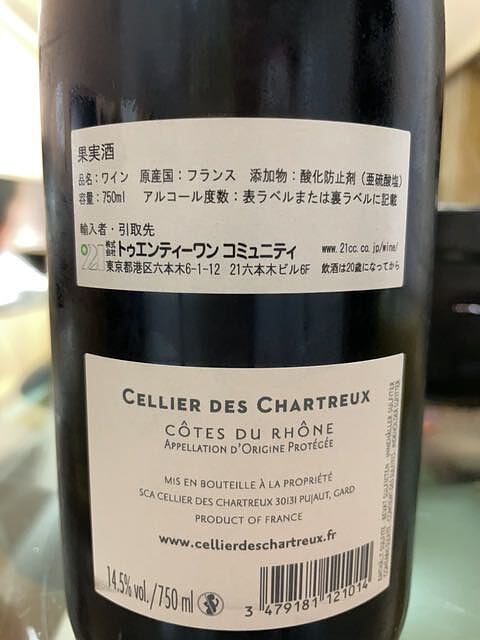 果実酒
品名：ワイン 原産国：フランス 添加物：酸化防止剤（亜硫酸塩）
容量：750ml アルコール度数：表ラベルまたは裏ラベルに記載
輸入者・引取先
21 株式会社 トゥエンティーワン コミュニティ www.21cc.co.jp/wine/
東京都港区六本木6-1-12 21六本木ビル6F 飲酒は20歳になってから
CELLIER DES CHARTREUX
CÔTES DU RHÔNE
APPELLATION D'ORIGINE PROTÉGÉE
MIS EN BOUTEILLE À LA PROPRIÉTÉ
SCA CELLIER DES CHARTREUX 30131 PUJAUT, GARD
PRODUCT OF FRANCE
www.cellierdeschartreux.fr
14.5% vol. / 750 ml
3 479181 121014